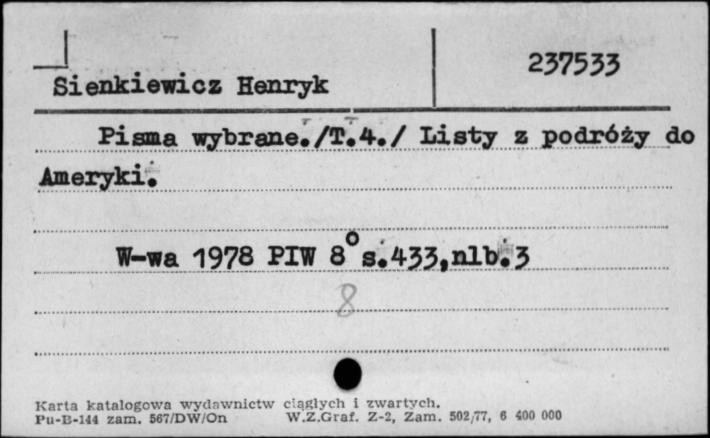 237533
Sienkiewicz Henryk
Pisma wybrane./T.4./ Listy z podróży do
Ameryki.
W-wa 1978 PIW 8° s.433,nlb.3
8
Karta katalogowa wydawnictw ciągłych i zwartych.
Pu-B-144 zam. 567/DW/On W.Z.Graf. Z-2, Zam. 502/77, 6 400 000